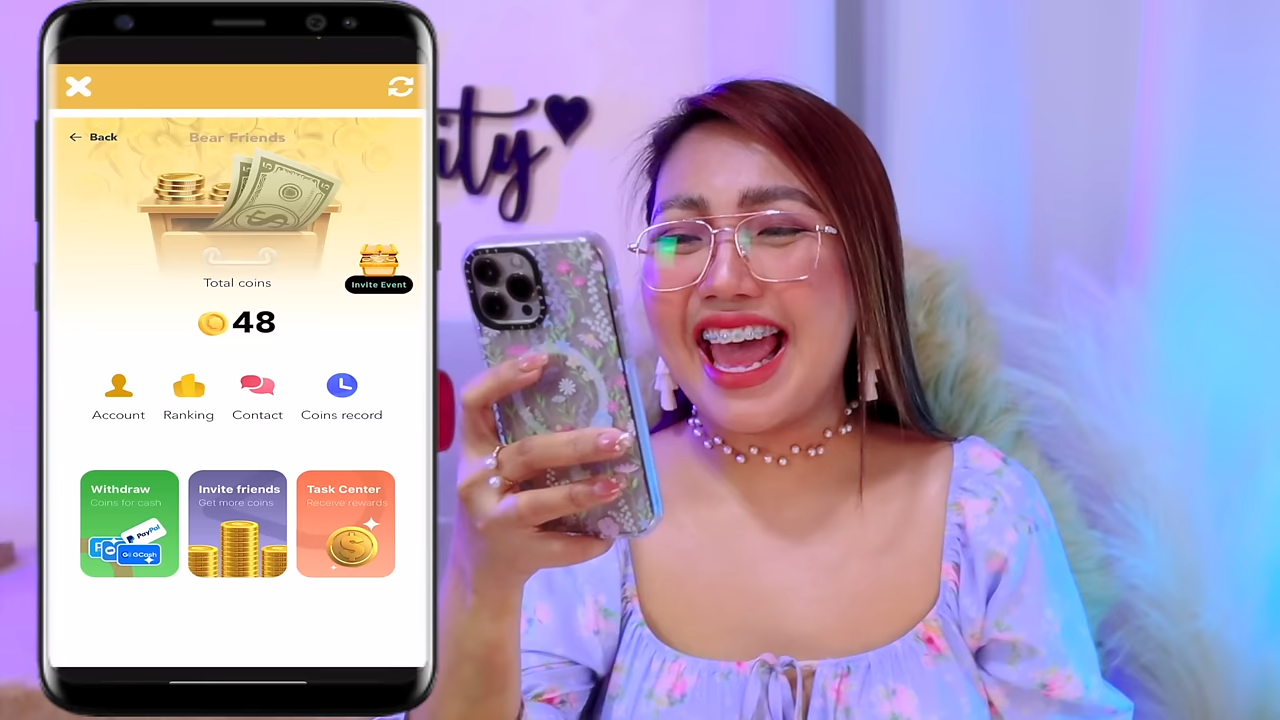 Back
Bear Friends
Invite Event
Total coins
48
Account
Ranking
Contact
Coins record
Withdraw
Coins for cash
PayPal
GCash
Invite friends
Get more coins
Task Center
Receive rewards
ity